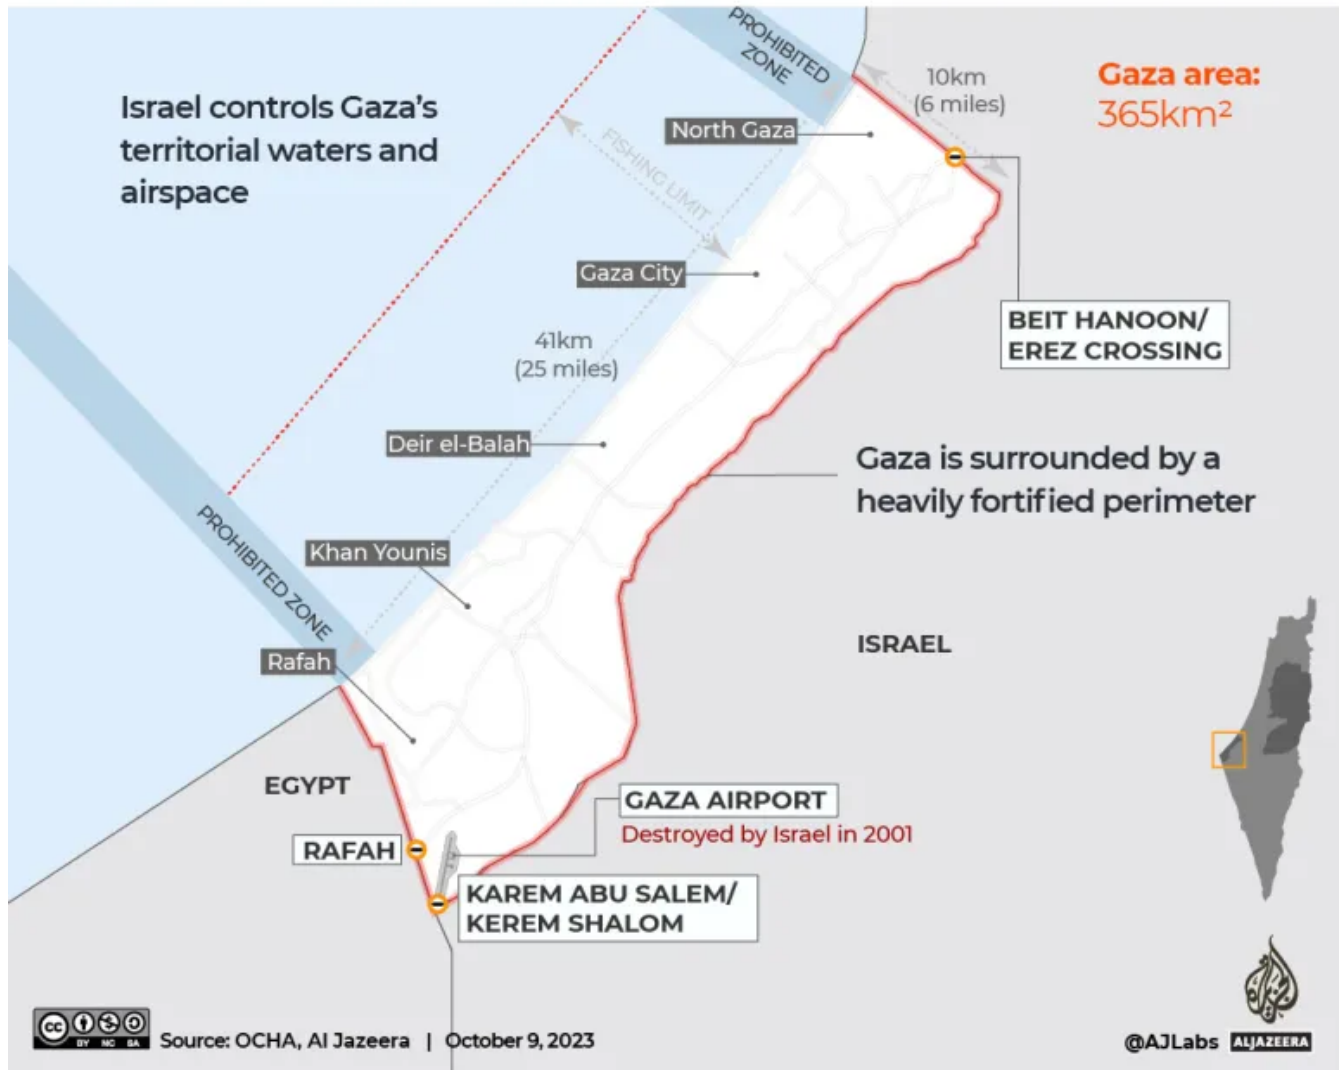 PROHIBITED
ZONE
10km
(6 miles)
Gaza area:
365km²
Israel controls Gaza's
territorial waters and
airspace
North Gaza
FISHING LIMIT
Gaza City
BEIT HANOON/
EREZ CROSSING
41km
(25 miles)
Deir el-Balah
Gaza is surrounded by a
heavily fortified perimeter
PROHIBITED ZONE
Khan Younis
ISRAEL
Rafah
EGYPT
GAZA AIRPORT
Destroyed by Israel in 2001
RAFAH
KAREM ABU SALEM/
KEREM SHALOM
cc BY NC SA
Source: OCHA, Al Jazeera | October 9, 2023
@AJLabs
ALJAZEERA